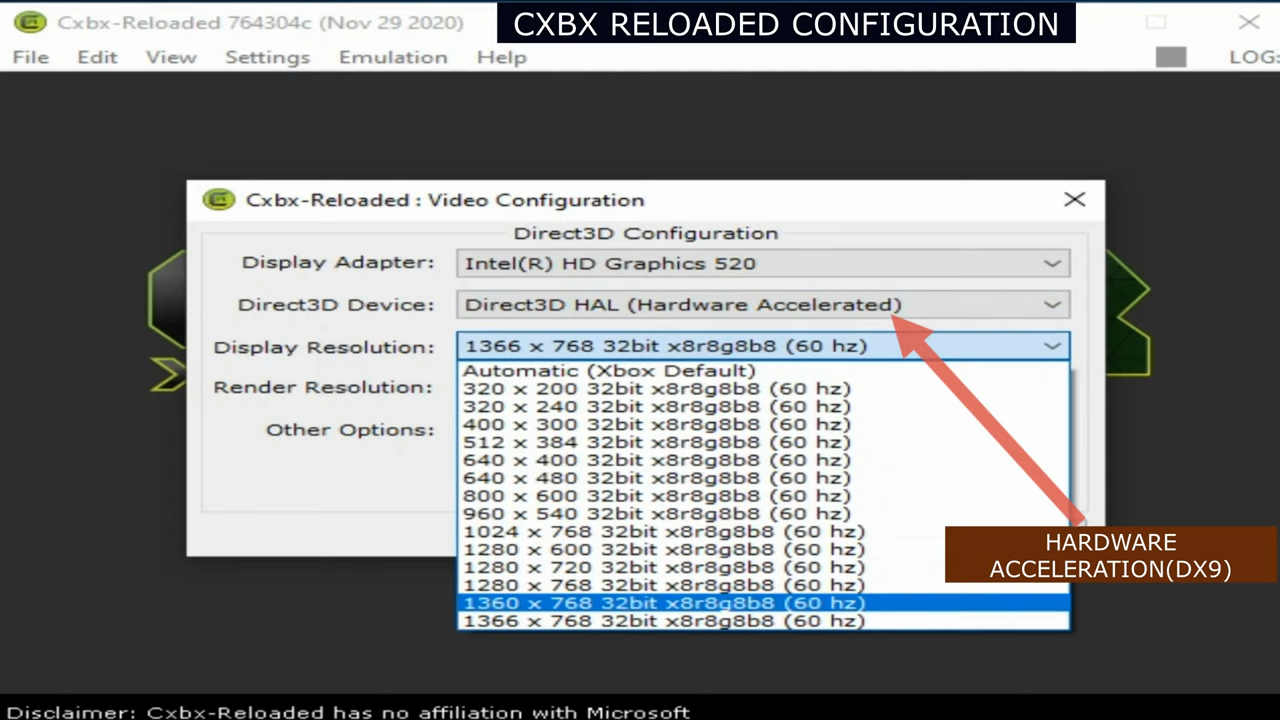 Cxbx-Reloaded 764304c (Nov 29 2020)
CXBX RELOADED CONFIGURATION
File Edit View Settings Emulation Help LOG:
Cxbx-Reloaded : Video Configuration
Direct3D Configuration
Display Adapter: Intel(R) HD Graphics 520
Direct3D Device: Direct3D HAL (Hardware Accelerated)
Display Resolution: 1366 x 768 32bit x8r8g8b8 (60 hz)
Automatic (Xbox Default)
Render Resolution: 320 x 200 32bit x8r8g8b8 (60 hz)
320 x 240 32bit x8r8g8b8 (60 hz)
Other Options: 400 x 300 32bit x8r8g8b8 (60 hz)
512 x 384 32bit x8r8g8b8 (60 hz)
640 x 400 32bit x8r8g8b8 (60 hz)
640 x 480 32bit x8r8g8b8 (60 hz)
800 x 600 32bit x8r8g8b8 (60 hz)
960 x 540 32bit x8r8g8b8 (60 hz)
1024 x 768 32bit x8r8g8b8 (60 hz)
1280 x 600 32bit x8r8g8b8 (60 hz)
1280 x 720 32bit x8r8g8b8 (60 hz)
1280 x 768 32bit x8r8g8b8 (60 hz)
1360 x 768 32bit x8r8g8b8 (60 hz)
1366 x 768 32bit x8r8g8b8 (60 hz)
HARDWARE
ACCELERATION(DX9)
Disclaimer: Cxbx-Reloaded has no affiliation with Microsoft